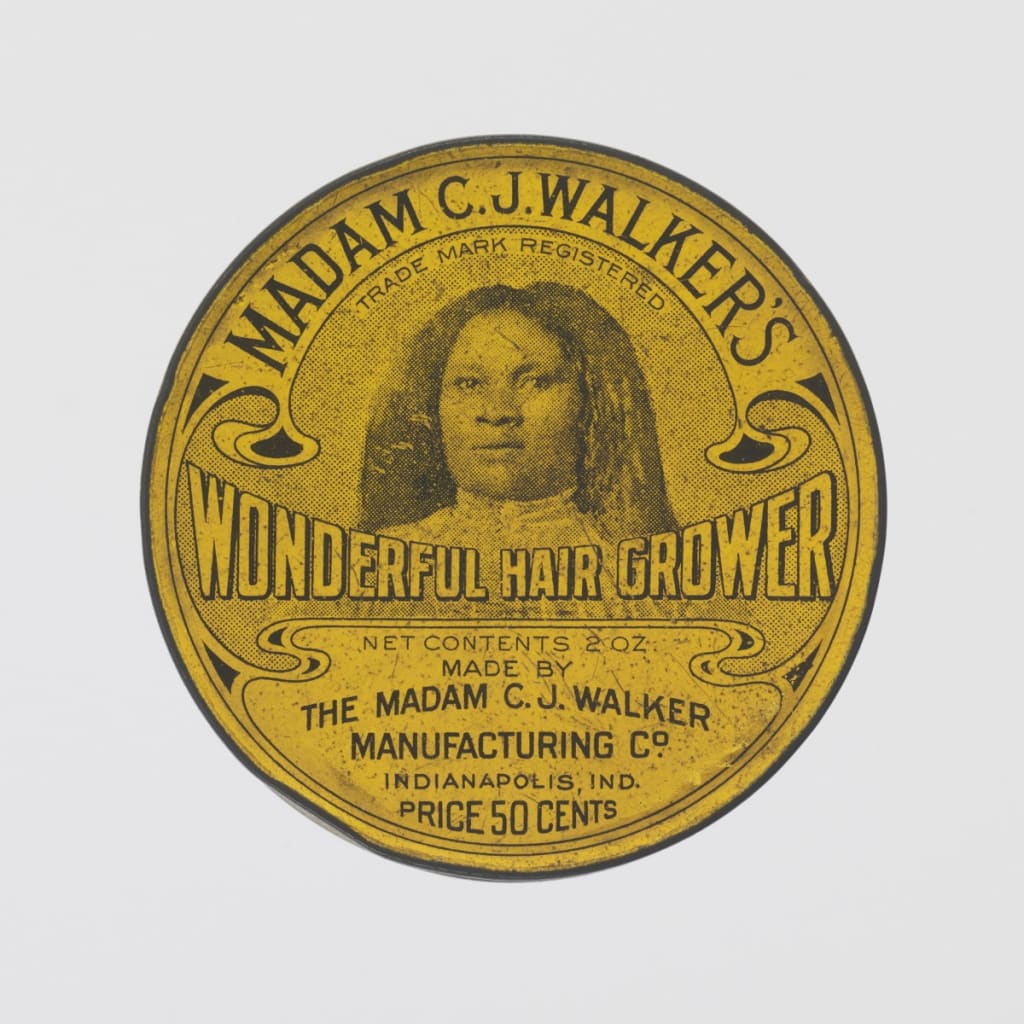 MADAM C.J. WALKER'S
TRADE MARK REGISTERED
WONDERFUL HAIR GROWER
NET CONTENTS 2 OZ.
MADE BY
THE MADAM C. J. WALKER
MANUFACTURING Cº
INDIANAPOLIS, IND.
PRICE 50 CENTS